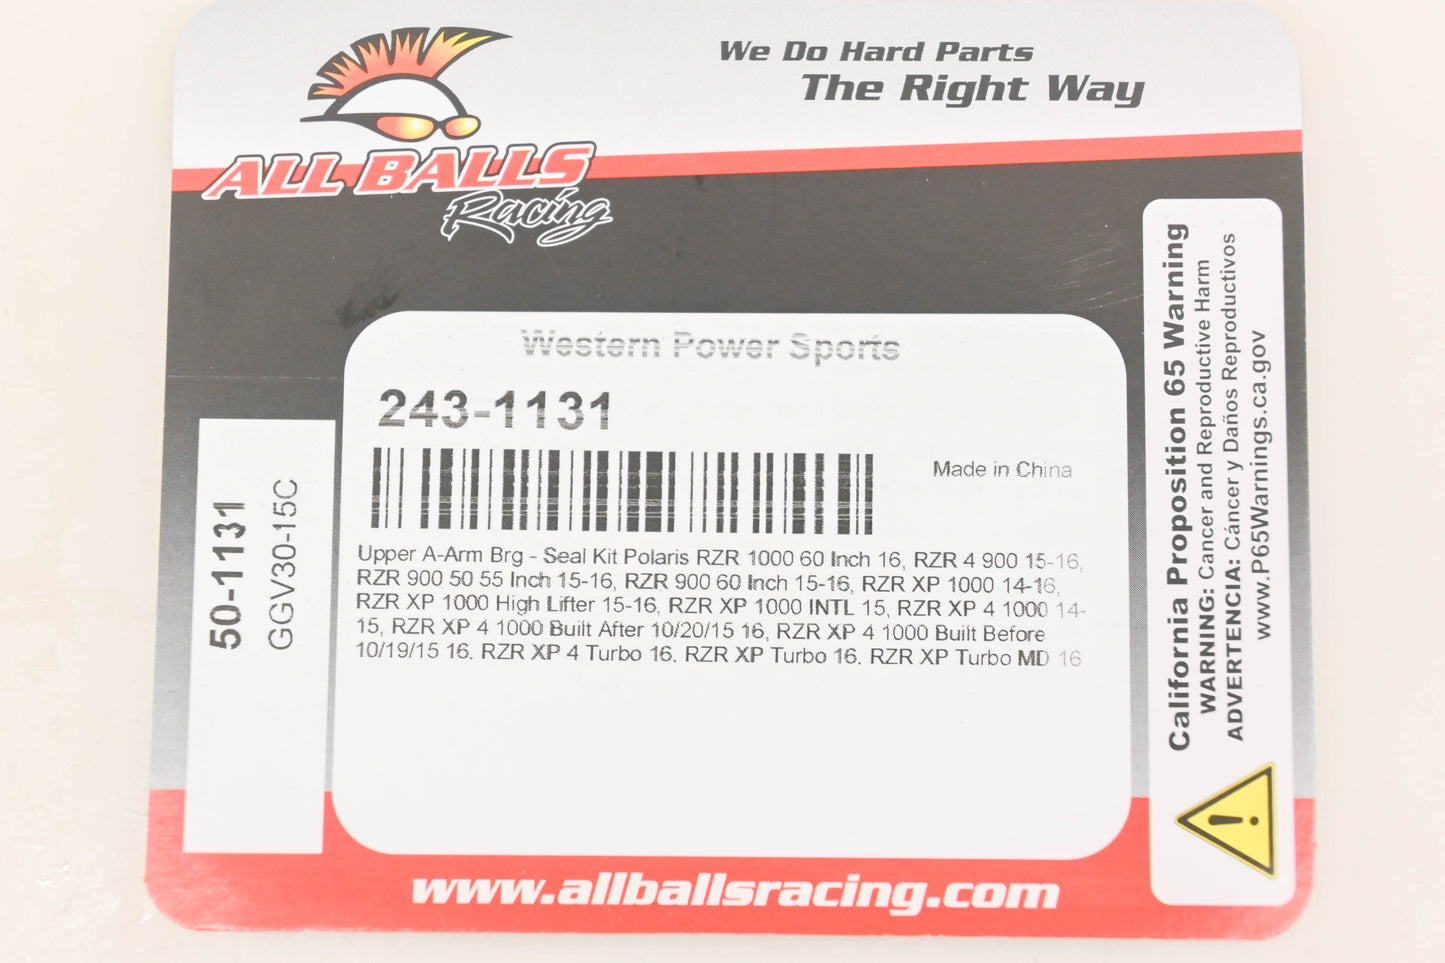 We Do Hard Parts
The Right Way
ALL BALLS
Racing
Western Power Sports
243-1131
Made in China
Upper A-Arm Brg - Seal Kit Polaris RZR 1000 60 Inch 16, RZR 4 900 15-16,
RZR 900 50 55 Inch 15-16, RZR 900 60 Inch 15-16, RZR XP 1000 14-16,
RZR XP 1000 High Lifter 15-16, RZR XP 1000 INTL 15, RZR XP 4 1000 14-
15, RZR XP 4 1000 Built After 10/20/15 16, RZR XP 4 1000 Built Before
10/19/15 16, RZR XP 4 Turbo 16, RZR XP Turbo 16, RZR XP Turbo MD 16
50-1131
GGV30-15C
California Proposition 65 Warning
WARNING: Cancer and Reproductive Harm
ADVERTENCIA: Cáncer y Daños Reproductivos
www.P65Warnings.ca.gov
www.allballsracing.com